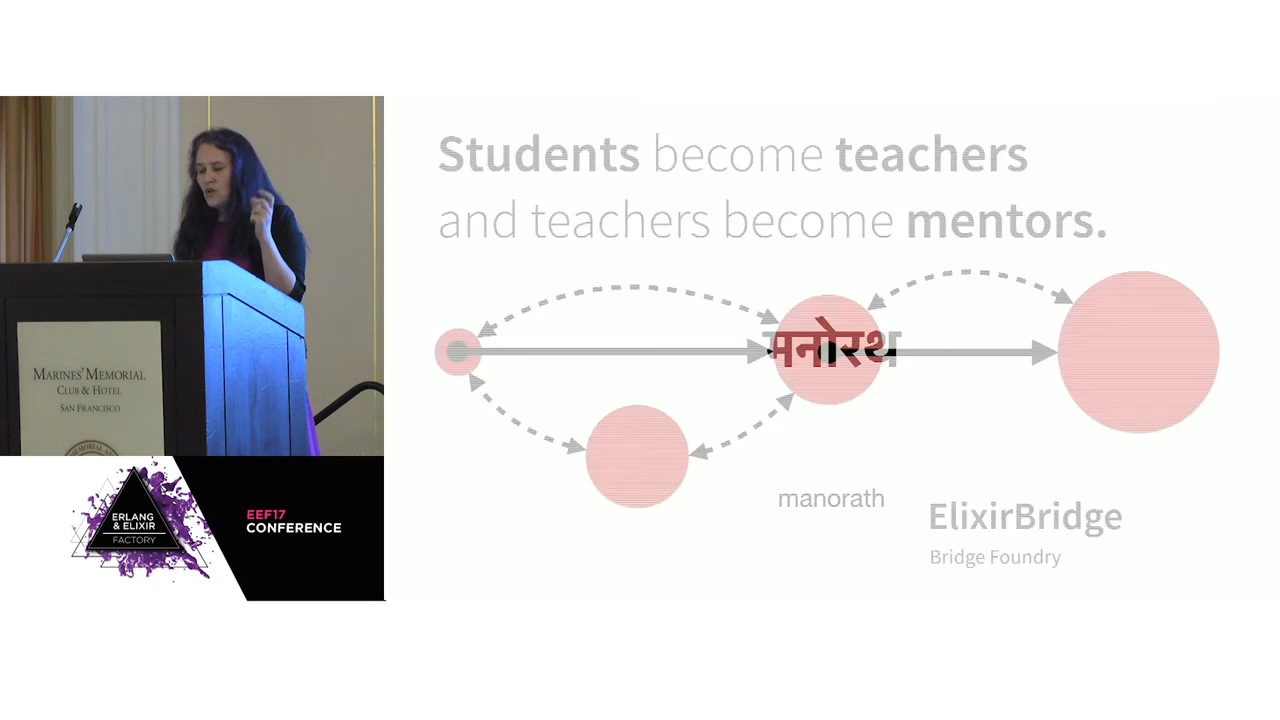 Students become teachers
and teachers become mentors.
मनोरथ
manorath
ElixirBridge
Bridge Foundry
MARINES' MEMORIAL
CLUB & HOTEL
SAN FRANCISCO
ERLANG
& ELIXIR
FACTORY
EEF17
CONFERENCE